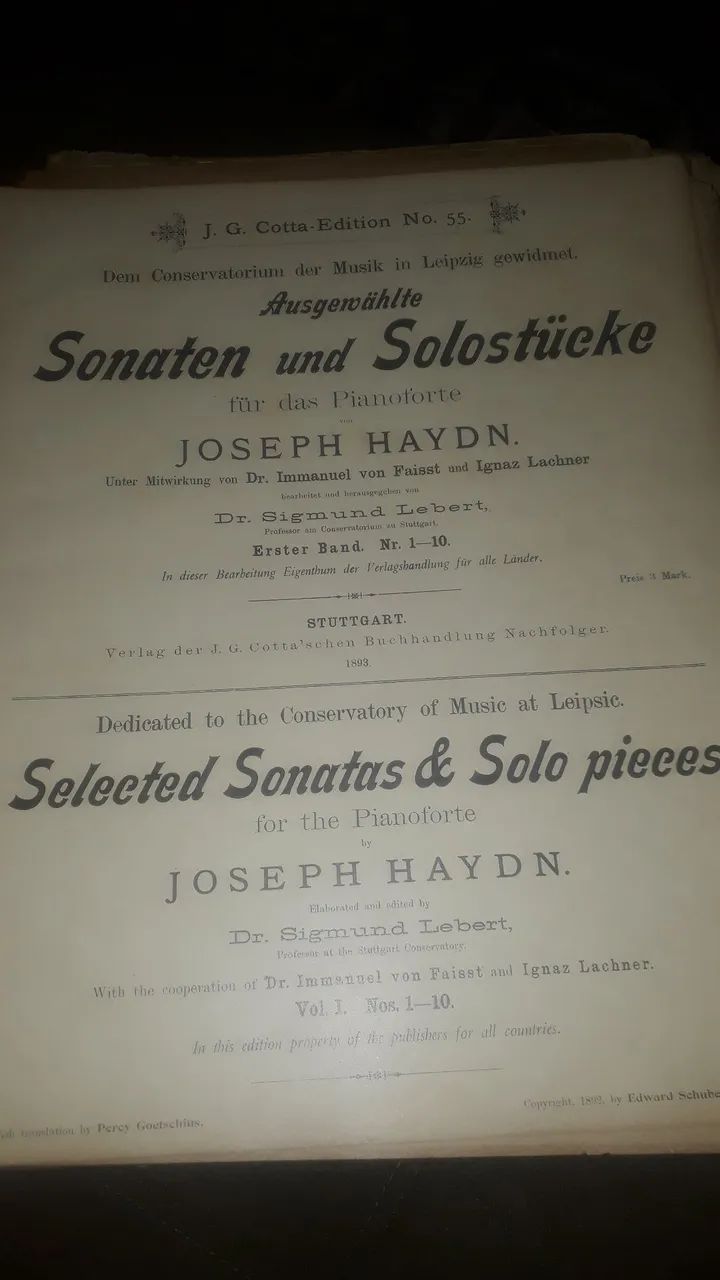 J. G. Cotta-Edition No. 55.
Dem Conservatorium der Musik in Leipzig gewidmet.
Ausgewählte
Sonaten und Solostücke
für das Pianoforte
von
JOSEPH HAYDN.
Unter Mitwirkung von Dr. Immanuel von Faisst und Ignaz Lachner
bearbeitet und herausgegeben von
Dr. Sigmund Lebert,
Professor am Conservatorium zu Stuttgart.
Erster Band. Nr. 1—10.
In dieser Bearbeitung Eigenthum der Verlagshandlung für alle Länder.
Preis 3 Mark.
STUTTGART.
Verlag der J. G. Cotta'schen Buchhandlung Nachfolger.
1893.
Dedicated to the Conservatory of Music at Leipsic.
Selected Sonatas & Solo pieces
for the Pianoforte
by
JOSEPH HAYDN.
Elaborated and edited by
Dr. Sigmund Lebert,
Professor at the Stuttgart Conservatory.
With the cooperation of Dr. Immanuel von Faisst and Ignaz Lachner.
Vol. I. Nos. 1—10.
In this edition property of the publishers for all countries.
translation by Percy Goetschius.
Copyright, 1892, by Edward Schube